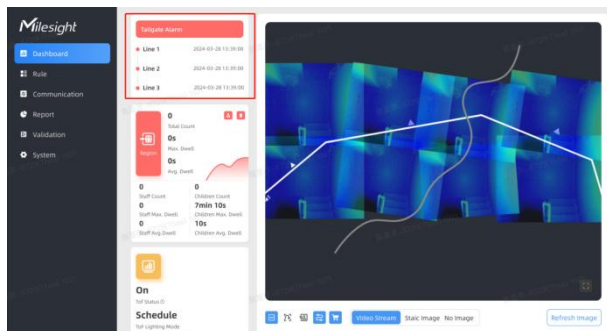 Milesight
Dashboard
Rule
Communication
Report
Validation
System
Tailgate Alarm
Line 1 2024-03-28 13:39:00
Line 2 2024-03-28 13:39:00
Line 3 2024-03-28 13:39:00
Region
0
Total Count
0s
Max. Dwell
0s
Avg. Dwell
0 0
Staff Count Children Count
0 7min 10s
Staff Max. Dwell Children Max. Dwell
0 10s
Staff Avg. Dwell Children Avg. Dwell
On
ToF Status
Schedule
ToF Lighting Mode
Video Stream Staic Image No Image
Refresh Image